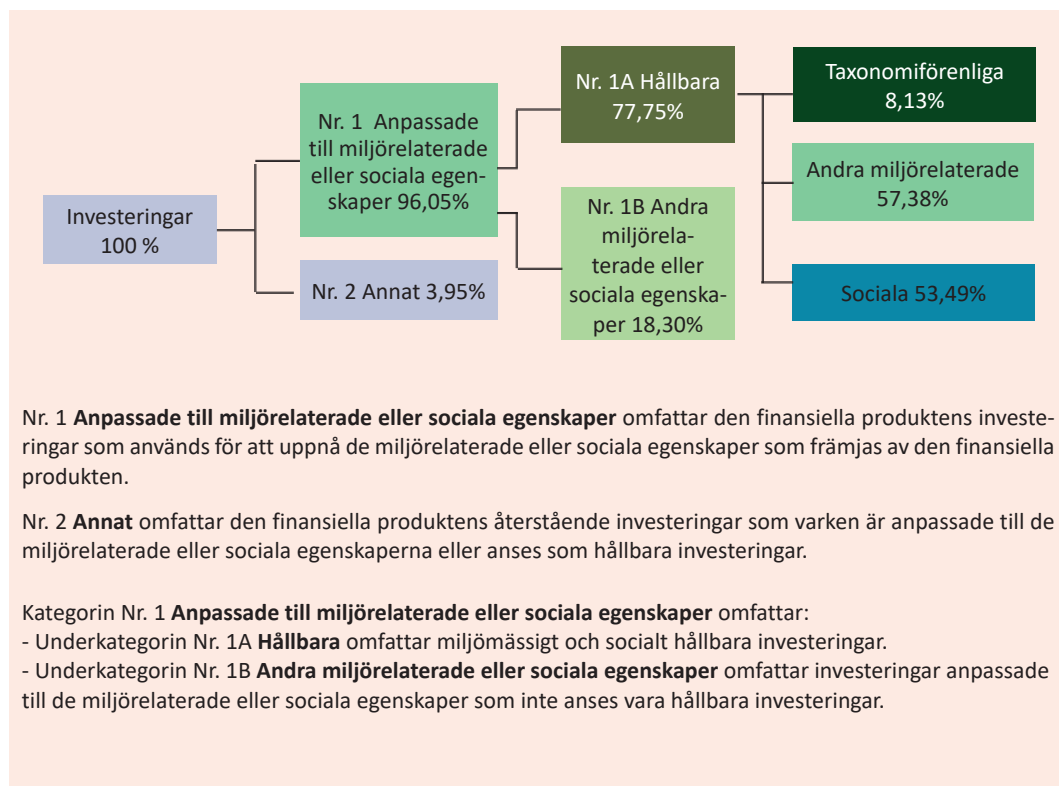 Investeringar
100 %
Nr. 1 Anpassade
till miljörelaterade
eller sociala egen-
skaper 96,05%
Nr. 2 Annat 3,95%
Nr. 1A Hållbara
77,75%
Nr. 1B Andra
miljörela-
terade eller
sociala egenska-
per 18,30%
Taxonomiförenliga
8,13%
Andra miljörelaterade
57,38%
Sociala 53,49%
Nr. 1 Anpassade till miljörelaterade eller sociala egenskaper omfattar den finansiella produktens investe-
ringar som används för att uppnå de miljörelaterade eller sociala egenskaper som främjas av den finansiella
produkten.
Nr. 2 Annat omfattar den finansiella produktens återstående investeringar som varken är anpassade till de
miljörelaterade eller sociala egenskaperna eller anses som hållbara investeringar.
Kategorin Nr. 1 Anpassade till miljörelaterade eller sociala egenskaper omfattar:
- Underkategorin Nr. 1A Hållbara omfattar miljömässigt och socialt hållbara investeringar.
- Underkategorin Nr. 1B Andra miljörelaterade eller sociala egenskaper omfattar investeringar anpassade
till de miljörelaterade eller sociala egenskaper som inte anses vara hållbara investeringar.